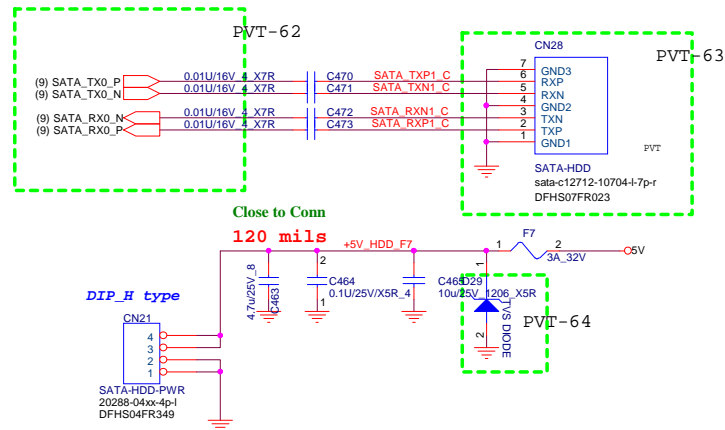 PVT-62
CN28
PVT-63
(9) SATA_TX0_P
0.01U/16V_4_X7R
C470
SATA_TXP1_C
7
GND3
6
RXP
(9) SATA_TX0_N
0.01U/16V_4_X7R
C471
SATA_TXN1_C
5
RXN
4
GND2
(9) SATA_RX0_N
0.01U/16V_4_X7R
C472
SATA_RXN1_C
3
TXN
(9) SATA_RX0_P
0.01U/16V_4_X7R
C473
SATA_RXP1_C
2
TXP
1
GND1
PVT
SATA-HDD
sata-c12712-10704-l-7p-r
DFHS07FR023
Close to Conn
120 mils
+5V_HDD_F7
1
F7
2
3A_32V
5V
4.7u/25V_8
C463
2
C464
0.1U/25V/X5R_4
1
C465
10u/25V_1206_X5R
1
D29
TVS DIODE
2
PVT-64
DIP_H type
CN21
4
3
2
1
SATA-HDD-PWR
20288-04xx-4p-l
DFHS04FR349